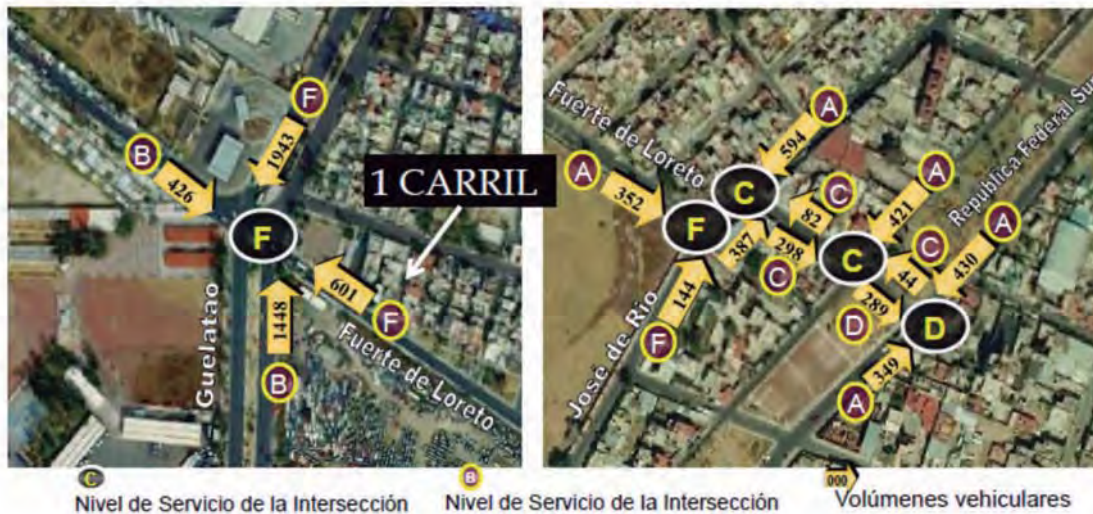 F
B
1943
426
1 CARRIL
F
601
1448
F
B
Guelatao
Fuerte de Loreto
Fuerte de Loreto
A
594
A
352
C
C
82
A
421
Republica Federal Sur
A
F
387
298
C
C
C
44
430
144
289
D
D
F
349
A
Jose de Rio
C
Nivel de Servicio de la Intersección
B
Nivel de Servicio de la Intersección
000
Volúmenes vehiculares